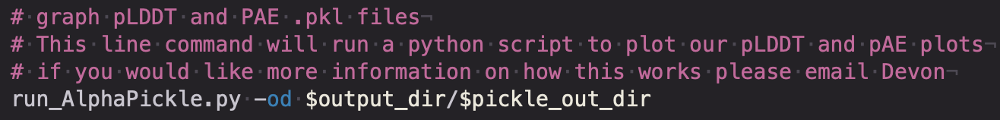 # graph pLDDT and PAE .pkl files
# This line command will run a python script to plot our pLDDT and pAE plots
# if you would like more information on how this works please email Devon
run_AlphaPickle.py -od $output_dir/$pickle_out_dir